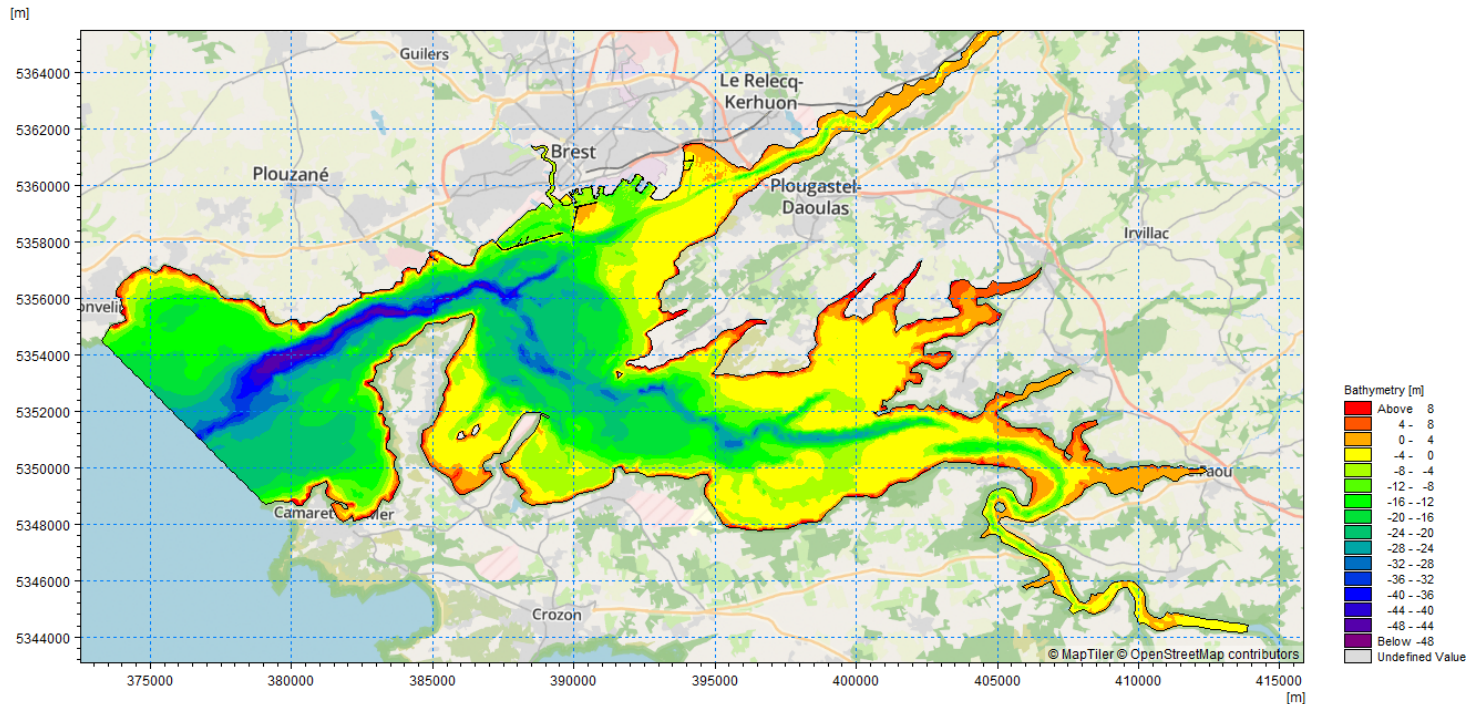 [m]
Guilers
5364000
Le Relecq-
Kerhuon
5362000
Brest
Plouzané
5360000
Plougastel-
Daoulas
5358000
Irvillac
5356000
onveli
5354000
5352000
5350000
aou
Camaret
mer
5348000
5346000
Crozon
5344000
© MapTiler © OpenStreetMap contributors
375000 380000 385000 390000 395000 400000 405000 410000 415000
[m]
Bathymetry [m]
Above 8
4 - 8
0 - 4
-4 - 0
-8 - -4
-12 - -8
-16 - -12
-20 - -16
-24 - -20
-28 - -24
-32 - -28
-36 - -32
-40 - -36
-44 - -40
-48 - -44
Below -48
Undefined Value